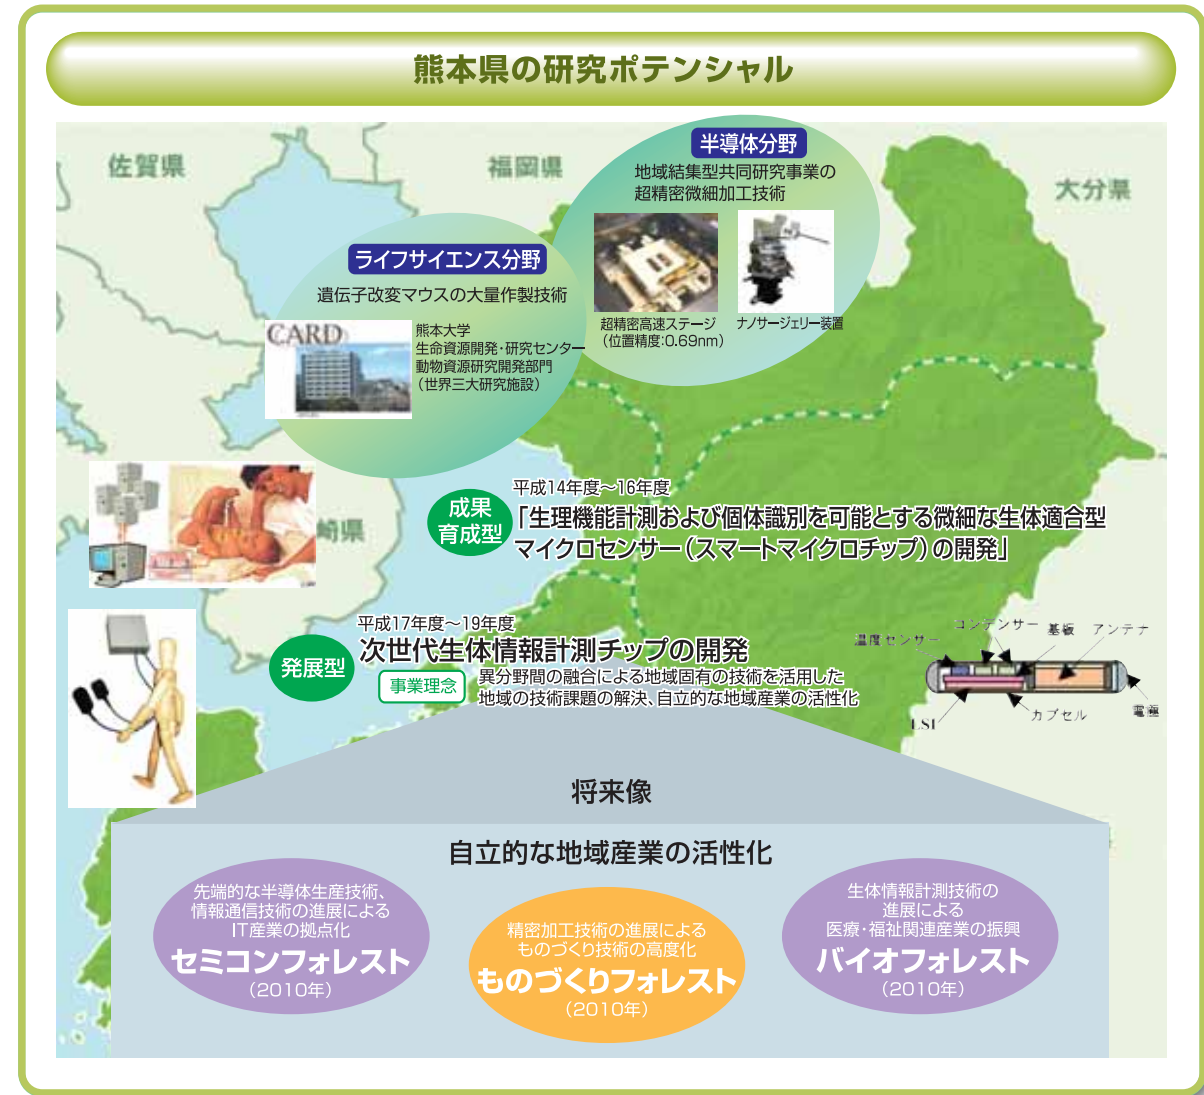 熊本県の研究ポテンシャル
佐賀県
福岡県
大分県
半導体分野
地域結集型共同研究事業の
超精密微細加工技術
超精密高速ステージ
（位置精度：0.69nm）
ナノサージェリー装置
ライフサイエンス分野
遺伝子改変マウスの大量作製技術
CARD
熊本大学
生命資源開発・研究センター
動物資源研究開発部門
（世界三大研究施設）
崎県
成果
育成型
平成14年度～16年度
「生理機能計測および個体識別を可能とする微細な生体適合型
マイクロセンサー（スマートマイクロチップ）の開発」
発展型
平成17年度～19年度
次世代生体情報計測チップの開発
事業理念
異分野間の融合による地域固有の技術を活用した
地域の技術課題の解決、自立的な地域産業の活性化
温度センサー
コンデンサー
基板
アンテナ
LSI
カプセル
電極
将来像
自立的な地域産業の活性化
先端的な半導体生産技術、
情報通信技術の進展による
IT産業の拠点化
セミコンフォレスト
（2010年）
精密加工技術の進展による
ものづくり技術の高度化
ものづくりフォレスト
（2010年）
生体情報計測技術の
進展による
医療・福祉関連産業の振興
バイオフォレスト
（2010年）